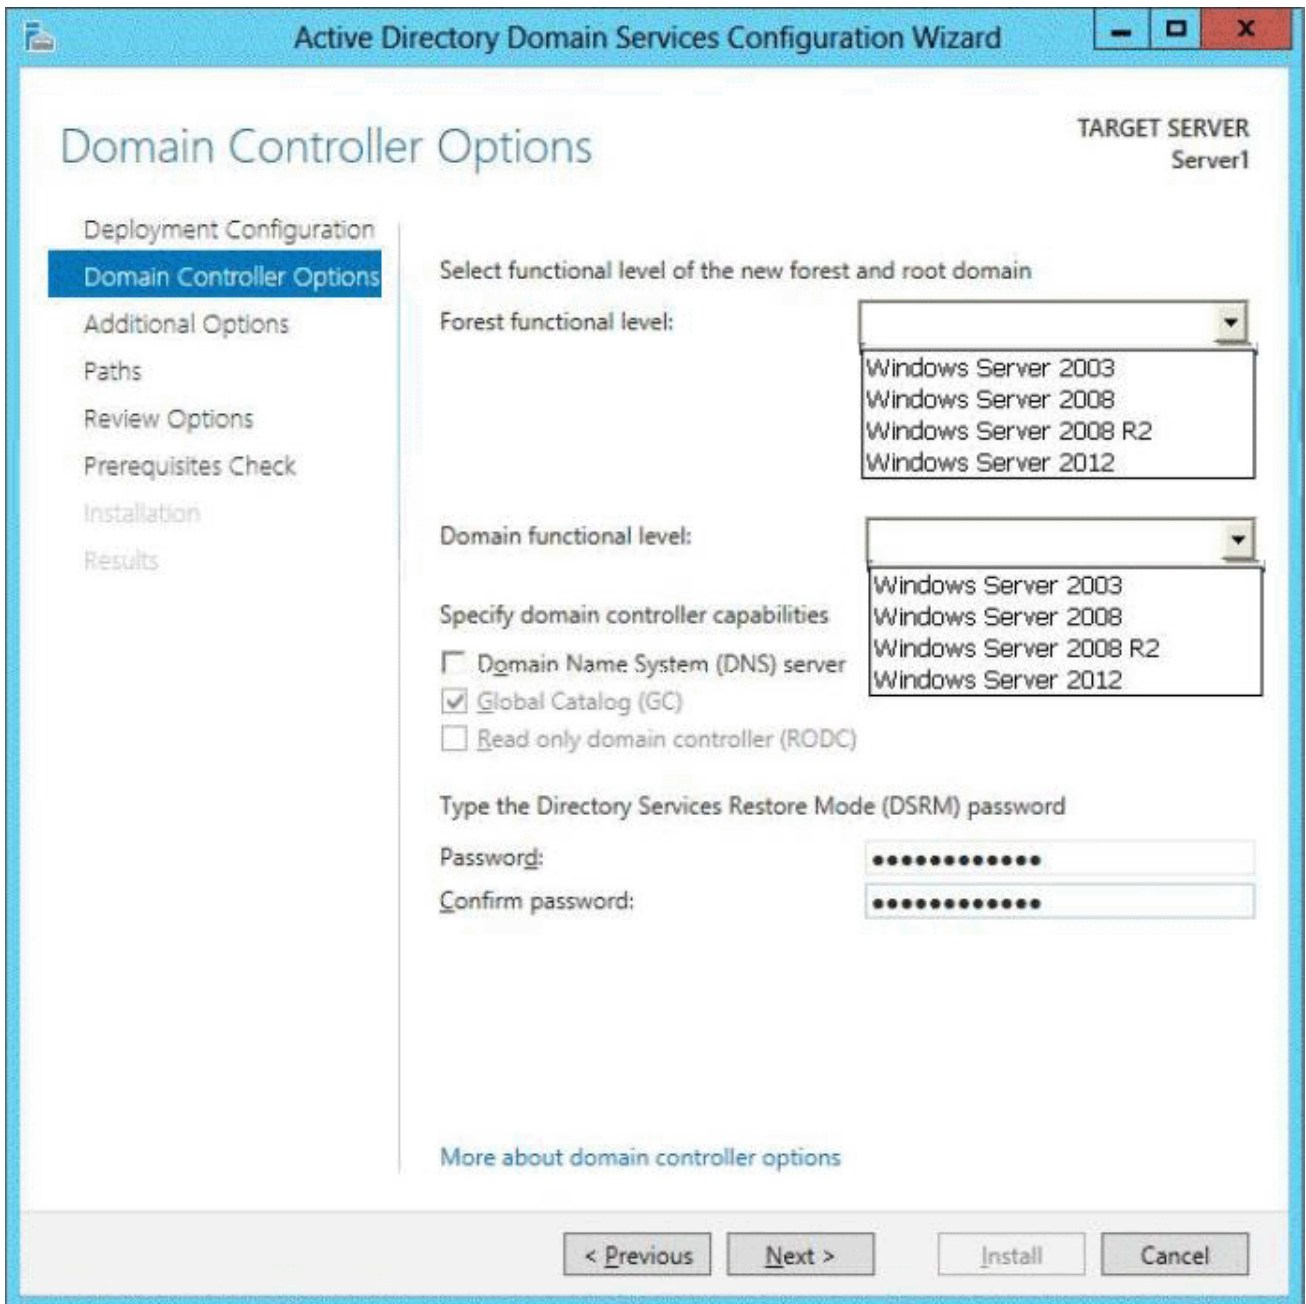 Active Directory Domain Services Configuration Wizard
Domain Controller Options
TARGET SERVER
Server1
Deployment Configuration
Domain Controller Options
Additional Options
Paths
Review Options
Prerequisites Check
Installation
Results
Select functional level of the new forest and root domain
Forest functional level:
Windows Server 2003
Windows Server 2008
Windows Server 2008 R2
Windows Server 2012
Domain functional level:
Windows Server 2003
Windows Server 2008
Windows Server 2008 R2
Windows Server 2012
Specify domain controller capabilities
Domain Name System (DNS) server
Global Catalog (GC)
Read only domain controller (RODC)
Type the Directory Services Restore Mode (DSRM) password
Password: ●●●●●●●●●●●●
Confirm password: ●●●●●●●●●●●●
More about domain controller options
< Previous Next > Install Cancel